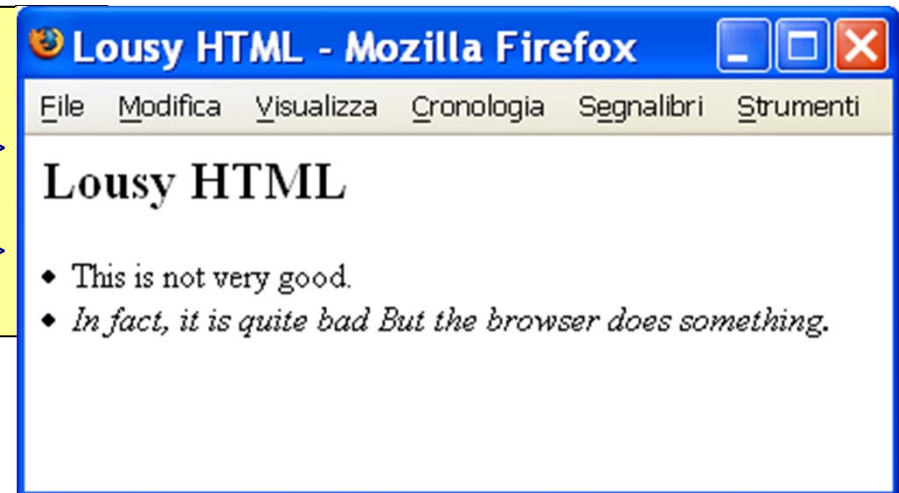 Lousy HTML - Mozilla Firefox
File Modifica Visualizza Cronologia Segnalibri Strumenti
>
Lousy HTML
>
• This is not very good.
• In fact, it is quite bad But the browser does something.